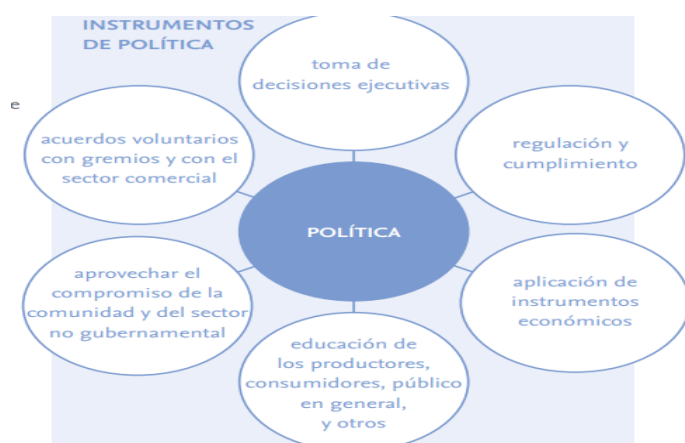 INSTRUMENTOS
DE POLÍTICA
toma de
decisiones ejecutivas
e
acuerdos voluntarios
con gremios y con el
sector comercial
regulación y
cumplimiento
POLÍTICA
aprovechar el
compromiso de la
comunidad y del sector
no gubernamental
aplicación de
instrumentos
económicos
educación de
los productores,
consumidores, público
en general,
y otros